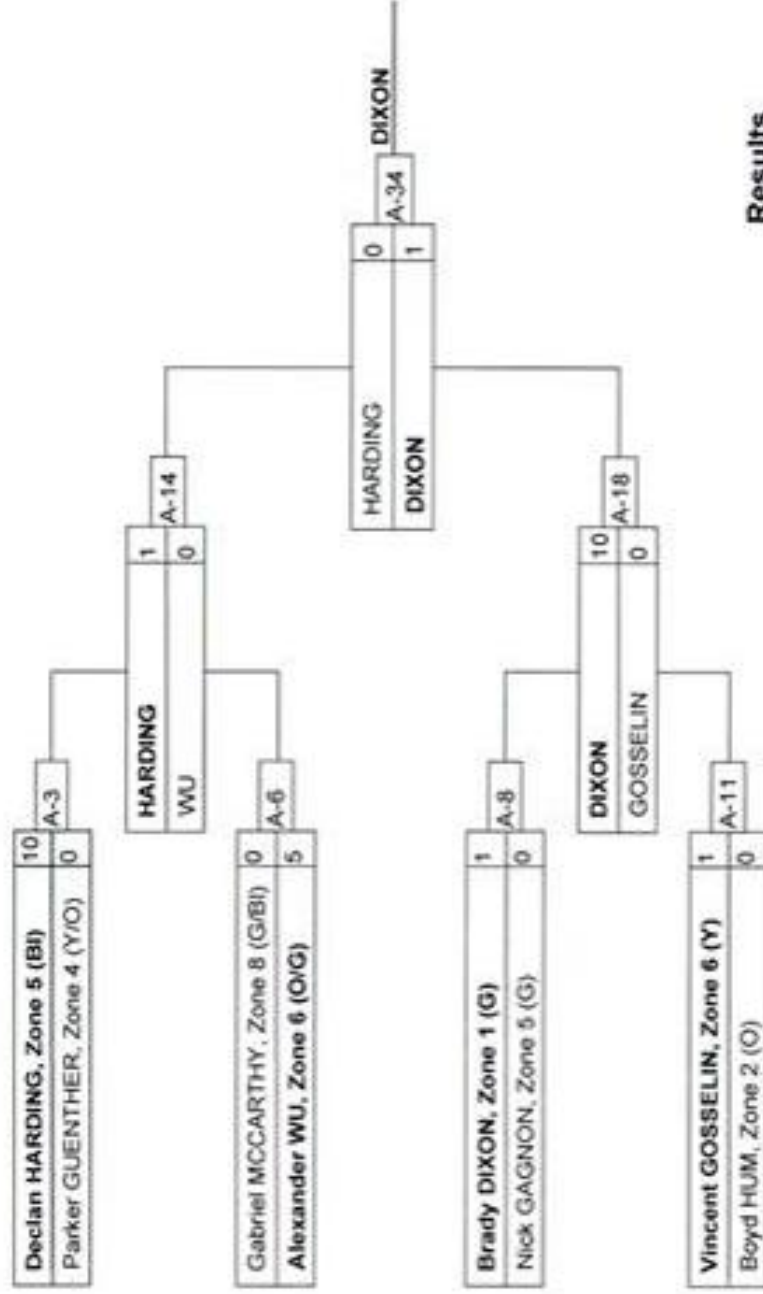 Declan HARDING, Zone 5 (Bl) 10
A-3
Parker GUENTHER, Zone 4 (Y/O) 0
HARDING 1
A-14
WU 0
Gabriel MCCARTHY, Zone 8 (G/Bl) 0
A-6
Alexander WU, Zone 6 (O/G) 5
HARDING 0
A-34
DIXON 1
DIXON
Brady DIXON, Zone 1 (G) 1
A-8
Nick GAGNON, Zone 5 (G) 0
DIXON 10
A-18
GOSSELIN 0
Vincent GOSSELIN, Zone 6 (Y) 1
A-11
Boyd HUM, Zone 2 (O) 0
Results